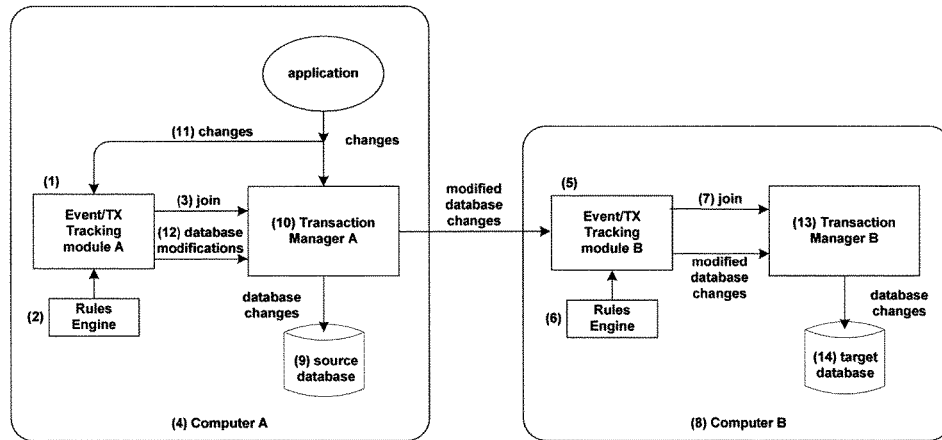 application
(11) changes
changes
(1)
Event/TX
Tracking
module A
(3) join
(12) database
modifications
(10) Transaction
Manager A
modified
database
changes
(2)
Rules
Engine
database
changes
(9) source
database
(4) Computer A
(5)
Event/TX
Tracking
module B
(7) join
modified
database
changes
(13) Transaction
Manager B
(6)
Rules
Engine
database
changes
(14) target
database
(8) Computer B